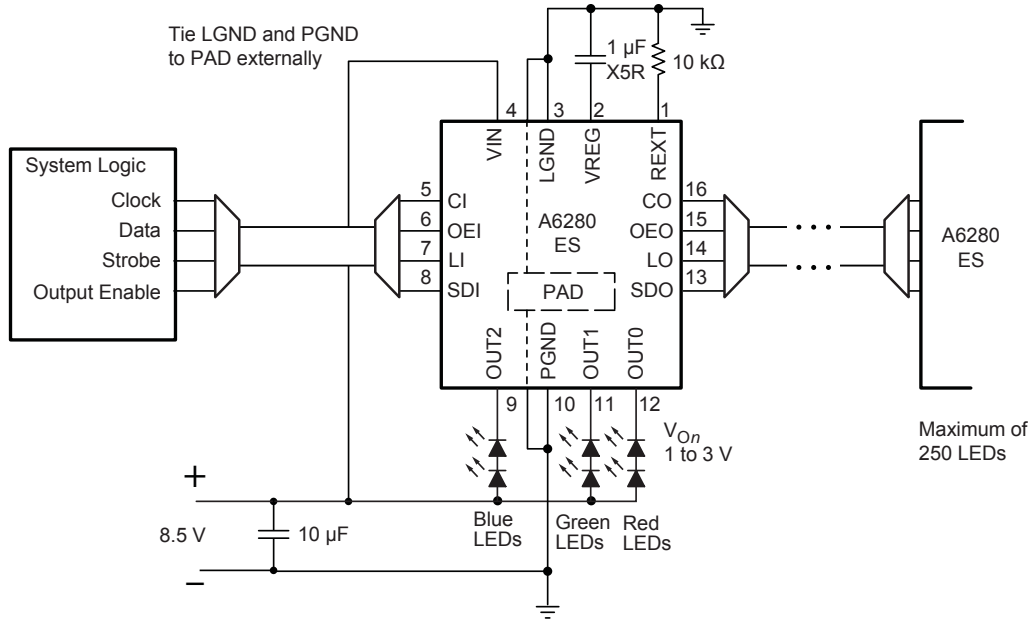 Tie LGND and PGND
to PAD externally
1 µF
X5R
10 kΩ
4
3
2
1
VIN
LGND
VREG
REXT
System Logic
Clock
Data
Strobe
Output Enable
5
6
7
8
CI
OEI
LI
SDI
A6280
ES
PAD
CO
OEO
LO
SDO
16
15
14
13
A6280
ES
OUT2
PGND
OUT1
OUT0
9
10
11
12
VOn
1 to 3 V
Maximum of
250 LEDs
+
8.5 V
10 µF
–
Blue
LEDs
Green
LEDs
Red
LEDs